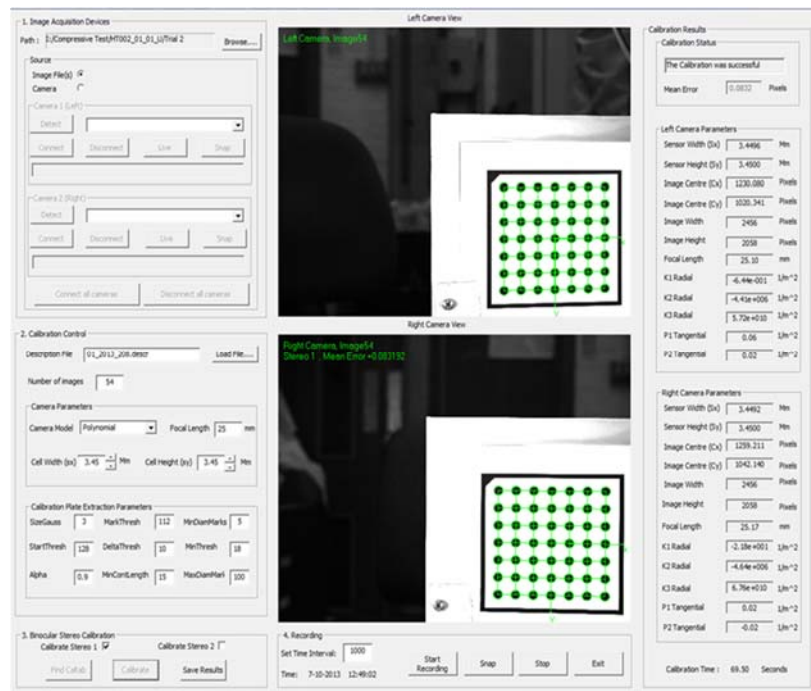 1. Image Acquisition Devices
Path : D:/Compressive Test/HT002_01_01_U/Trial 2 Browse....
Source
Image File(s)
Camera
Camera 1 (Left)
Detect
Connect Disconnect Live Snap
Camera 2 (Right)
Detect
Connect Disconnect Live Snap
Connect all cameras Disconnect all cameras
2. Calibration Control
Description File 01_2013_208.descr Load File....
Number of images 54
Camera Parameters
Camera Model Polynomial Focal Length 25 mm
Cell Width (sx) 3.45 Mm Cell Height (sy) 3.45 Mm
Calibration Plate Extraction Parameters
SizeGauss 3 MarkThresh 112 MinDiamMarks 5
StartThresh 128 DeltaThresh 10 MinThresh 18
Alpha 0.9 MinContLength 15 MaxDiamMarl 100
3. Binocular Stereo Calibration
Calibrate Stereo 1 Calibrate Stereo 2
Find Caltab Calibrate Save Results
Left Camera View
Left Camera, Image54
Right Camera View
Right Camera, Image54
Stereo 1 , Mean Error =0.083192
4. Recording
Set Time Interval: 1000
Time: 7-10-2013 12:49:02
Start Recording Snap Stop Exit
Calibration Results
Calibration Status
The Calibration was successful
Mean Error 0.0832 Pixels
Left Camera Parameters
Sensor Width (Sx) 3.4496 Mm
Sensor Height (Sy) 3.4500 Mm
Image Centre (Cx) 1230.080 Pixels
Image Centre (Cy) 1020.341 Pixels
Image Width 2456 Pixels
Image Height 2058 Pixels
Focal Length 25.10 mm
K1 Radial -6.44e-001 1/m^2
K2 Radial -4.41e+006 1/m^2
K3 Radial 5.72e+010 1/m^2
P1 Tangential 0.06 1/m^2
P2 Tangential 0.02 1/m^2
Right Camera Parameters
Sensor Width (Sx) 3.4492 Mm
Sensor Height (Sy) 3.4500 Mm
Image Centre (Cx) 1259.211 Pixels
Image Centre (Cy) 1042.140 Pixels
Image Width 2456 Pixels
Image Height 2058 Pixels
Focal Length 25.17 mm
K1 Radial -2.18e+001 1/m^2
K2 Radial -4.64e+006 1/m^2
K3 Radial 6.76e+010 1/m^2
P1 Tangential 0.02 1/m^2
P2 Tangential -0.02 1/m^2
Calibration Time : 69.50 Seconds